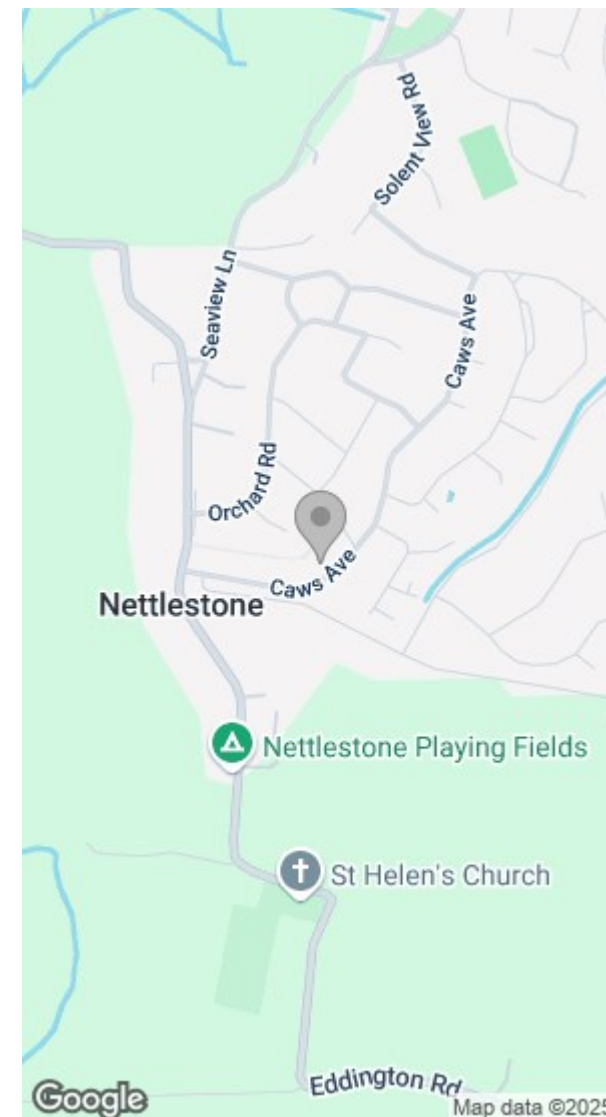 Solent View Rd
Seaview Ln
Caws Ave
Orchard Rd
Caws Ave
Nettlestone
Nettlestone Playing Fields
St Helen's Church
Eddington Rd
Google
Map data ©2025